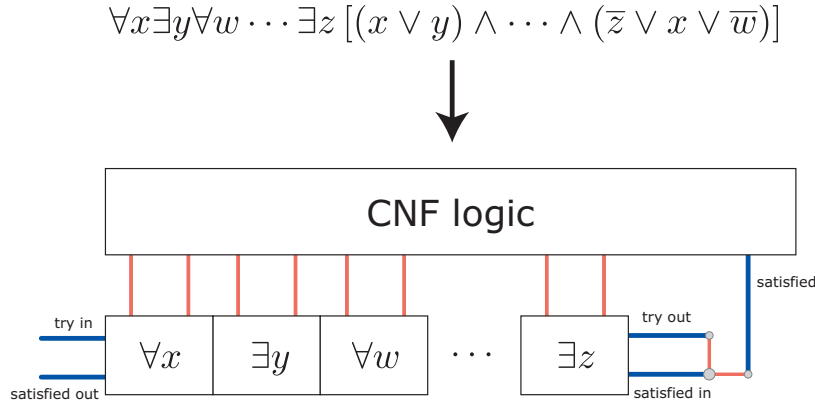 ∀x∃y∀w ⋯ ∃z [(x ∨ y) ∧ ⋯ ∧ (z̅ ∨ x ∨ w̅)]
CNF logic
satisfied
try in
∀x
∃y
∀w
⋯
∃z
try out
satisfied out
satisfied in